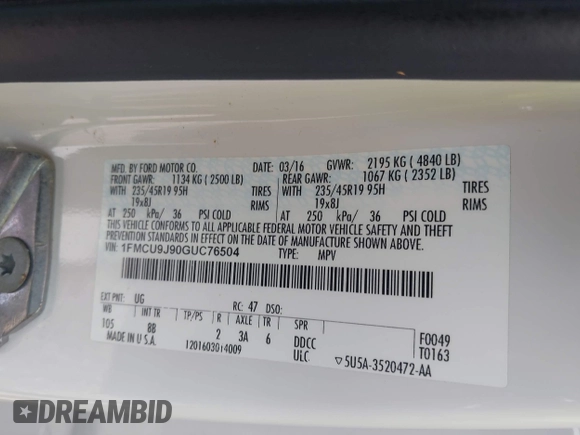 MFD. BY FORD MOTOR CO. DATE: 03/16 GVWR: 2195 KG ( 4840 LB)
FRONT GAWR: 1134 KG ( 2500 LB) REAR GAWR: 1067 KG ( 2352 LB)
WITH 235/45R19 95H TIRES WITH 235/45R19 95H TIRES
19x8J RIMS 19x8J RIMS
AT 250 kPa/ 36 PSI COLD AT 250 kPa/ 36 PSI COLD
THIS VEHICLE CONFORMS TO ALL APPLICABLE FEDERAL MOTOR VEHICLE SAFETY AND THEFT
PREVENTION STANDARDS IN EFFECT ON THE DATE OF MANUFACTURE SHOWN ABOVE.
VIN: 1FMCU9J90GUC76504 TYPE: MPV
EXT PNT: UG RC: 47 DSO:
WB INT TR TP/PS R AXLE TR SPR
105 8B 2 3A 6 DDCC F0049
MADE IN U.S.A. 1201603014009 ULC T0163
▽5U5A-3520472-AA
DREAMBID